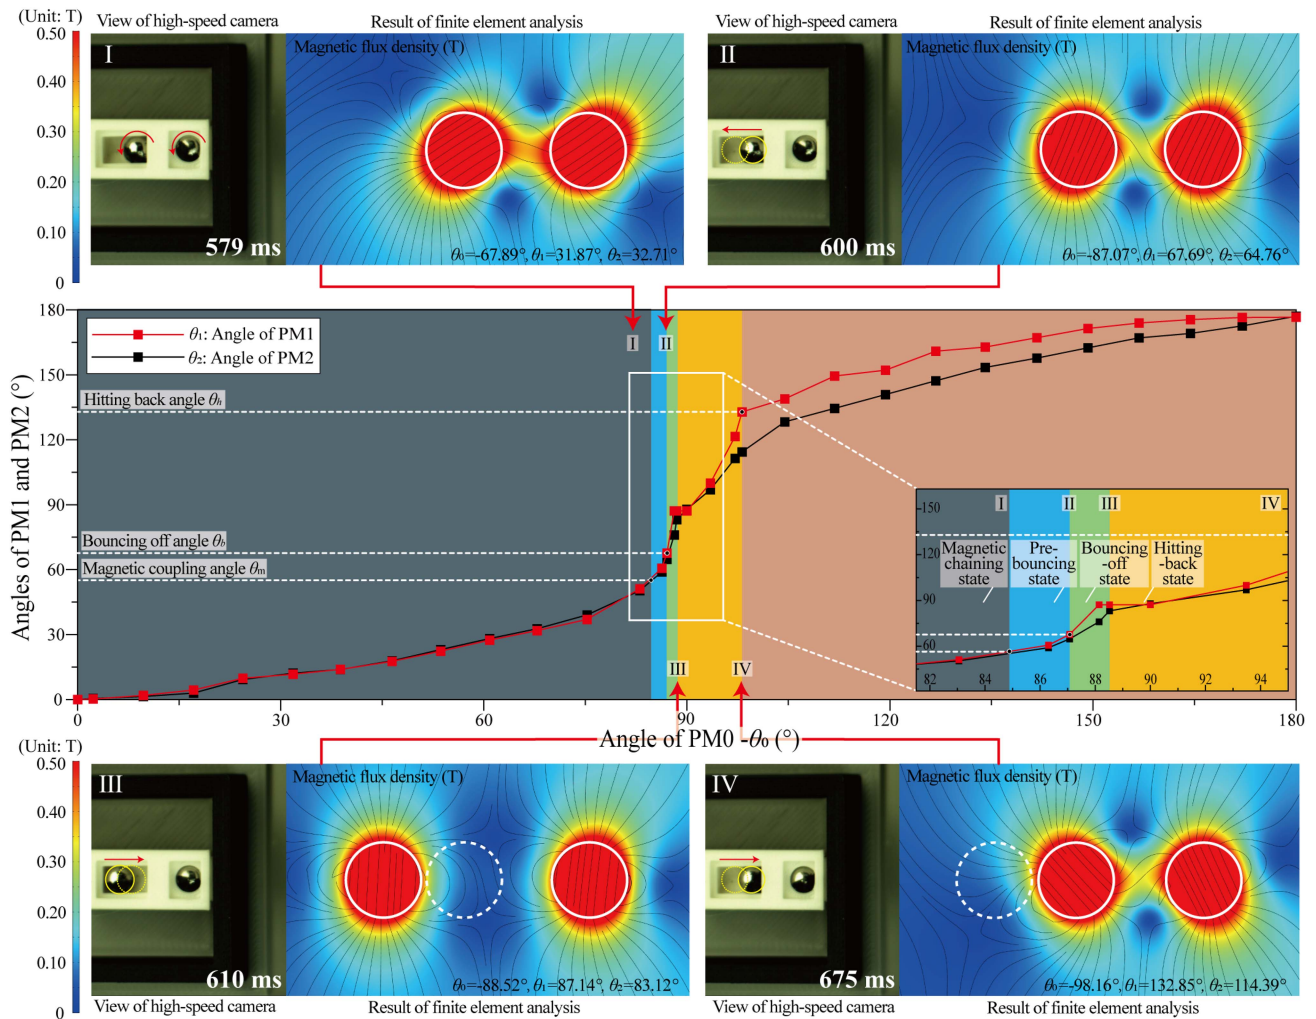 (Unit: T)
View of high-speed camera
Result of finite element analysis
View of high-speed camera
Result of finite element analysis
0.50
0.40
0.30
0.20
0.10
0
I
579 ms
Magnetic flux density (T)
θ₀=-67.89°, θ₁=31.87°, θ₂=32.71°
II
600 ms
Magnetic flux density (T)
θ₀=-87.07°, θ₁=67.69°, θ₂=64.76°
Angles of PM1 and PM2 (°)
180
150
120
90
60
30
0
θ₁: Angle of PM1
θ₂: Angle of PM2
I
II
Hitting back angle θₕ
Bouncing off angle θb
Magnetic coupling angle θₘ
III
IV
0
30
60
90
120
150
180
Angle of PM0 -θ₀ (°)
150
120
90
60
I
II
III
IV
Magnetic
chaining
state
Pre-
bouncing
state
Bouncing
-off
state
Hitting
-back
state
82
84
86
88
90
92
94
(Unit: T)
0.50
0.40
0.30
0.20
0.10
0
III
610 ms
Magnetic flux density (T)
θ₀=-88.52°, θ₁=87.14°, θ₂=83.12°
IV
675 ms
Magnetic flux density (T)
θ₀=-98.16°, θ₁=132.85°, θ₂=114.39°
View of high-speed camera
Result of finite element analysis
View of high-speed camera
Result of finite element analysis